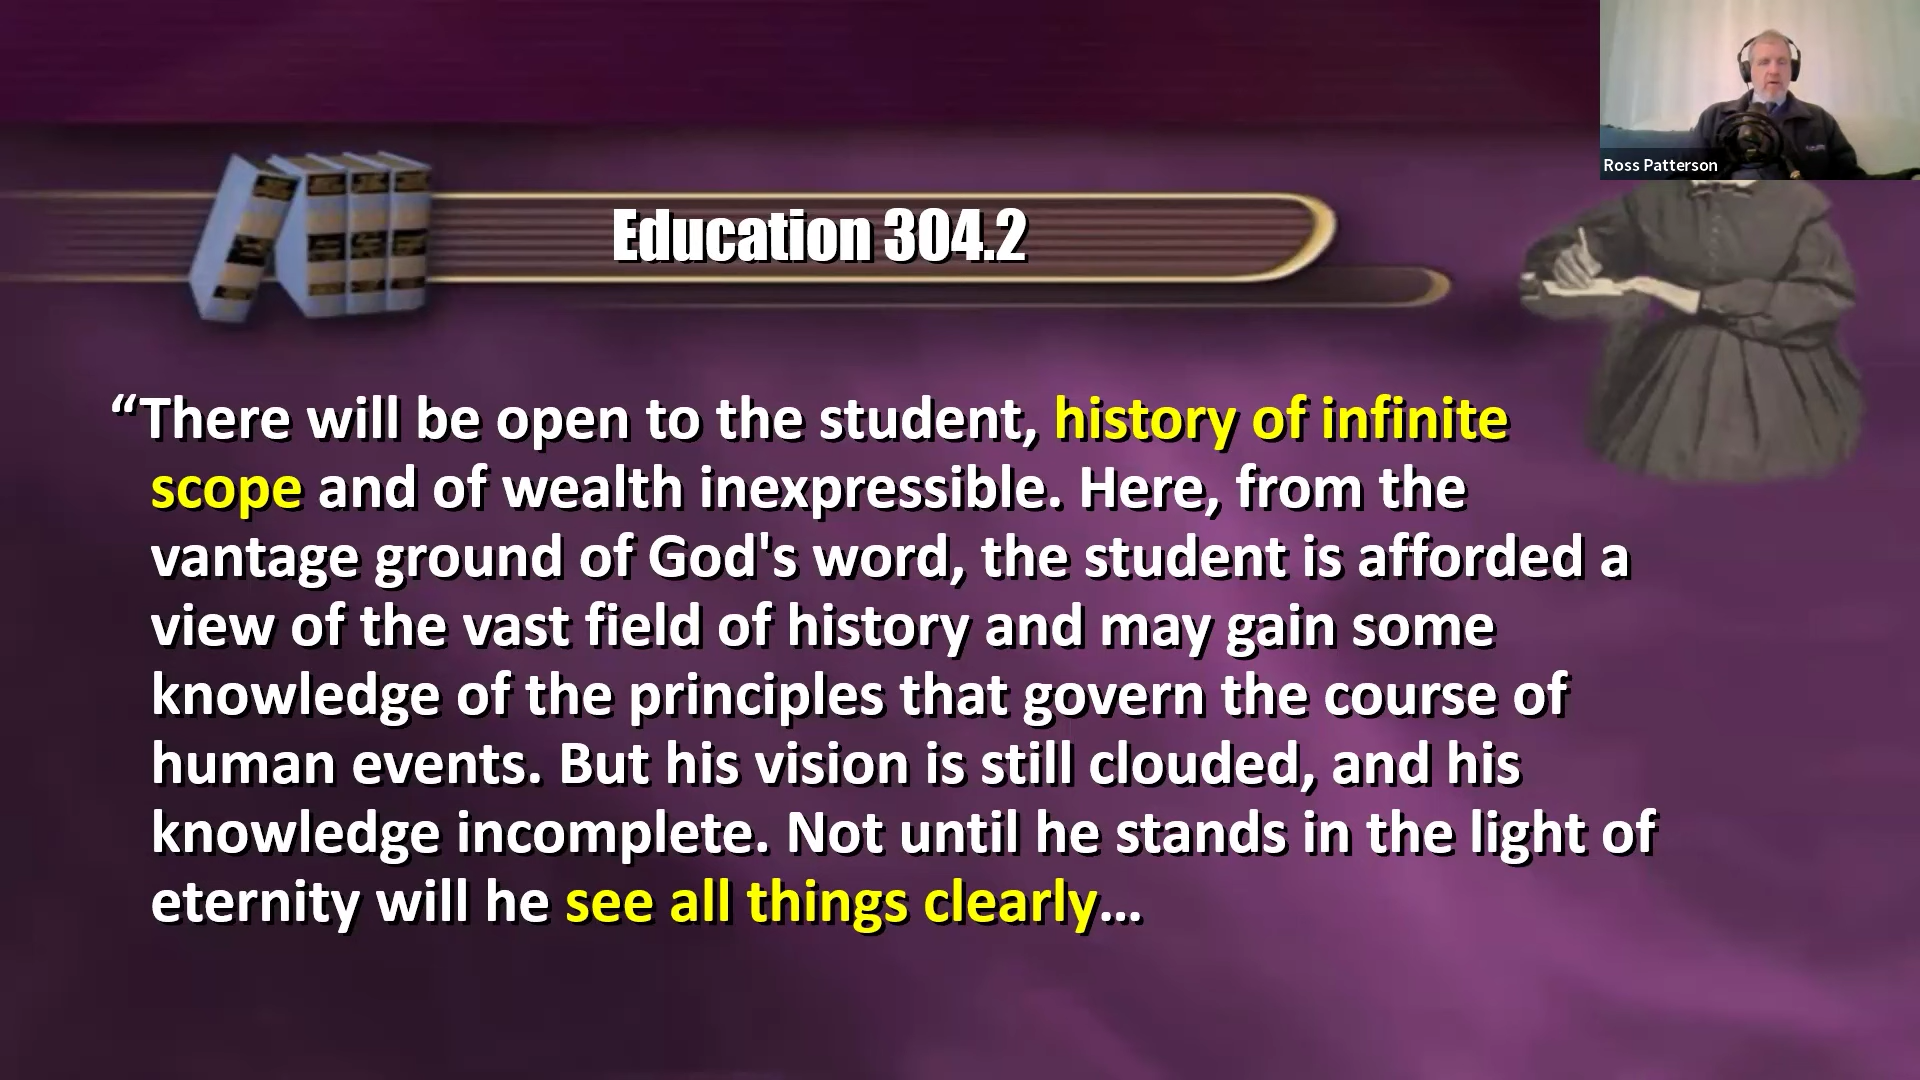 Ross Patterson
Education 304.2
“There will be open to the student, history of infinite
scope and of wealth inexpressible. Here, from the
vantage ground of God's word, the student is afforded a
view of the vast field of history and may gain some
knowledge of the principles that govern the course of
human events. But his vision is still clouded, and his
knowledge incomplete. Not until he stands in the light of
eternity will he see all things clearly…